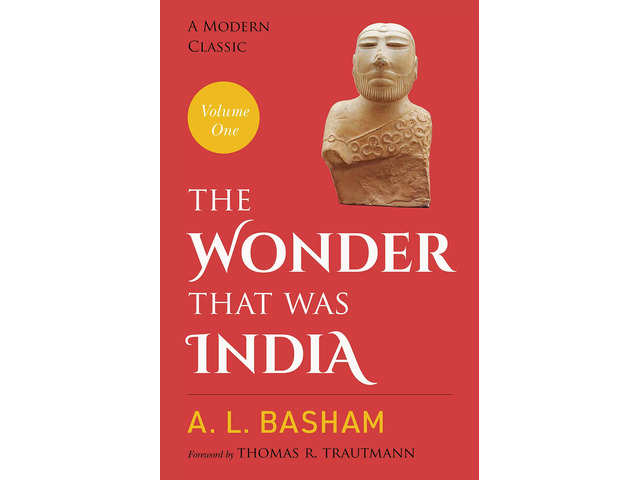 A MODERN
CLASSIC
Volume
One
THE
WONDER
THAT WAS
INDIA
A. L. BASHAM
Foreword by THOMAS R. TRAUTMANN